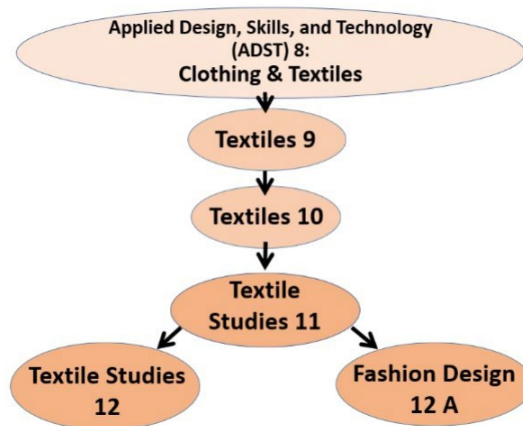 Applied Design, Skills, and Technology
(ADST) 8:
Clothing & Textiles
Textiles 9
Textiles 10
Textile
Studies 11
Textile Studies
12
Fashion Design
12 A